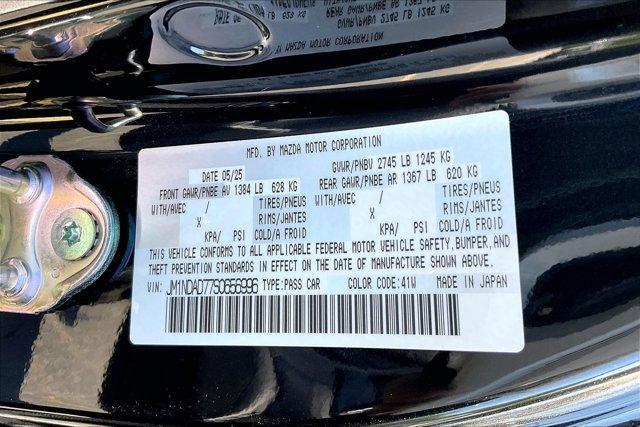 MFD. BY MAZDA MOTOR CORPORATION
DATE 05/25 GVWR/PNBV 2745 LB 1245 KG
FRONT GAWR/PNBE AV 1384 LB 628 KG REAR GAWR/PNBE AR 1367 LB 620 KG
WITH/AVEC / TIRES/PNEUS WITH/AVEC / TIRES/PNEUS
X RIMS/JANTES X RIMS/JANTES
KPA/ PSI COLD/A FROID KPA/ PSI COLD/A FROID
THIS VEHICLE CONFORMS TO ALL APPLICABLE FEDERAL MOTOR VEHICLE SAFETY, BUMPER, AND
THEFT PREVENTION STANDARDS IN EFFECT ON THE DATE OF MANUFACTURE SHOWN ABOVE.
VIN: JM1NDAD77S0656996 TYPE:PASS CAR COLOR CODE:41W MADE IN JAPAN